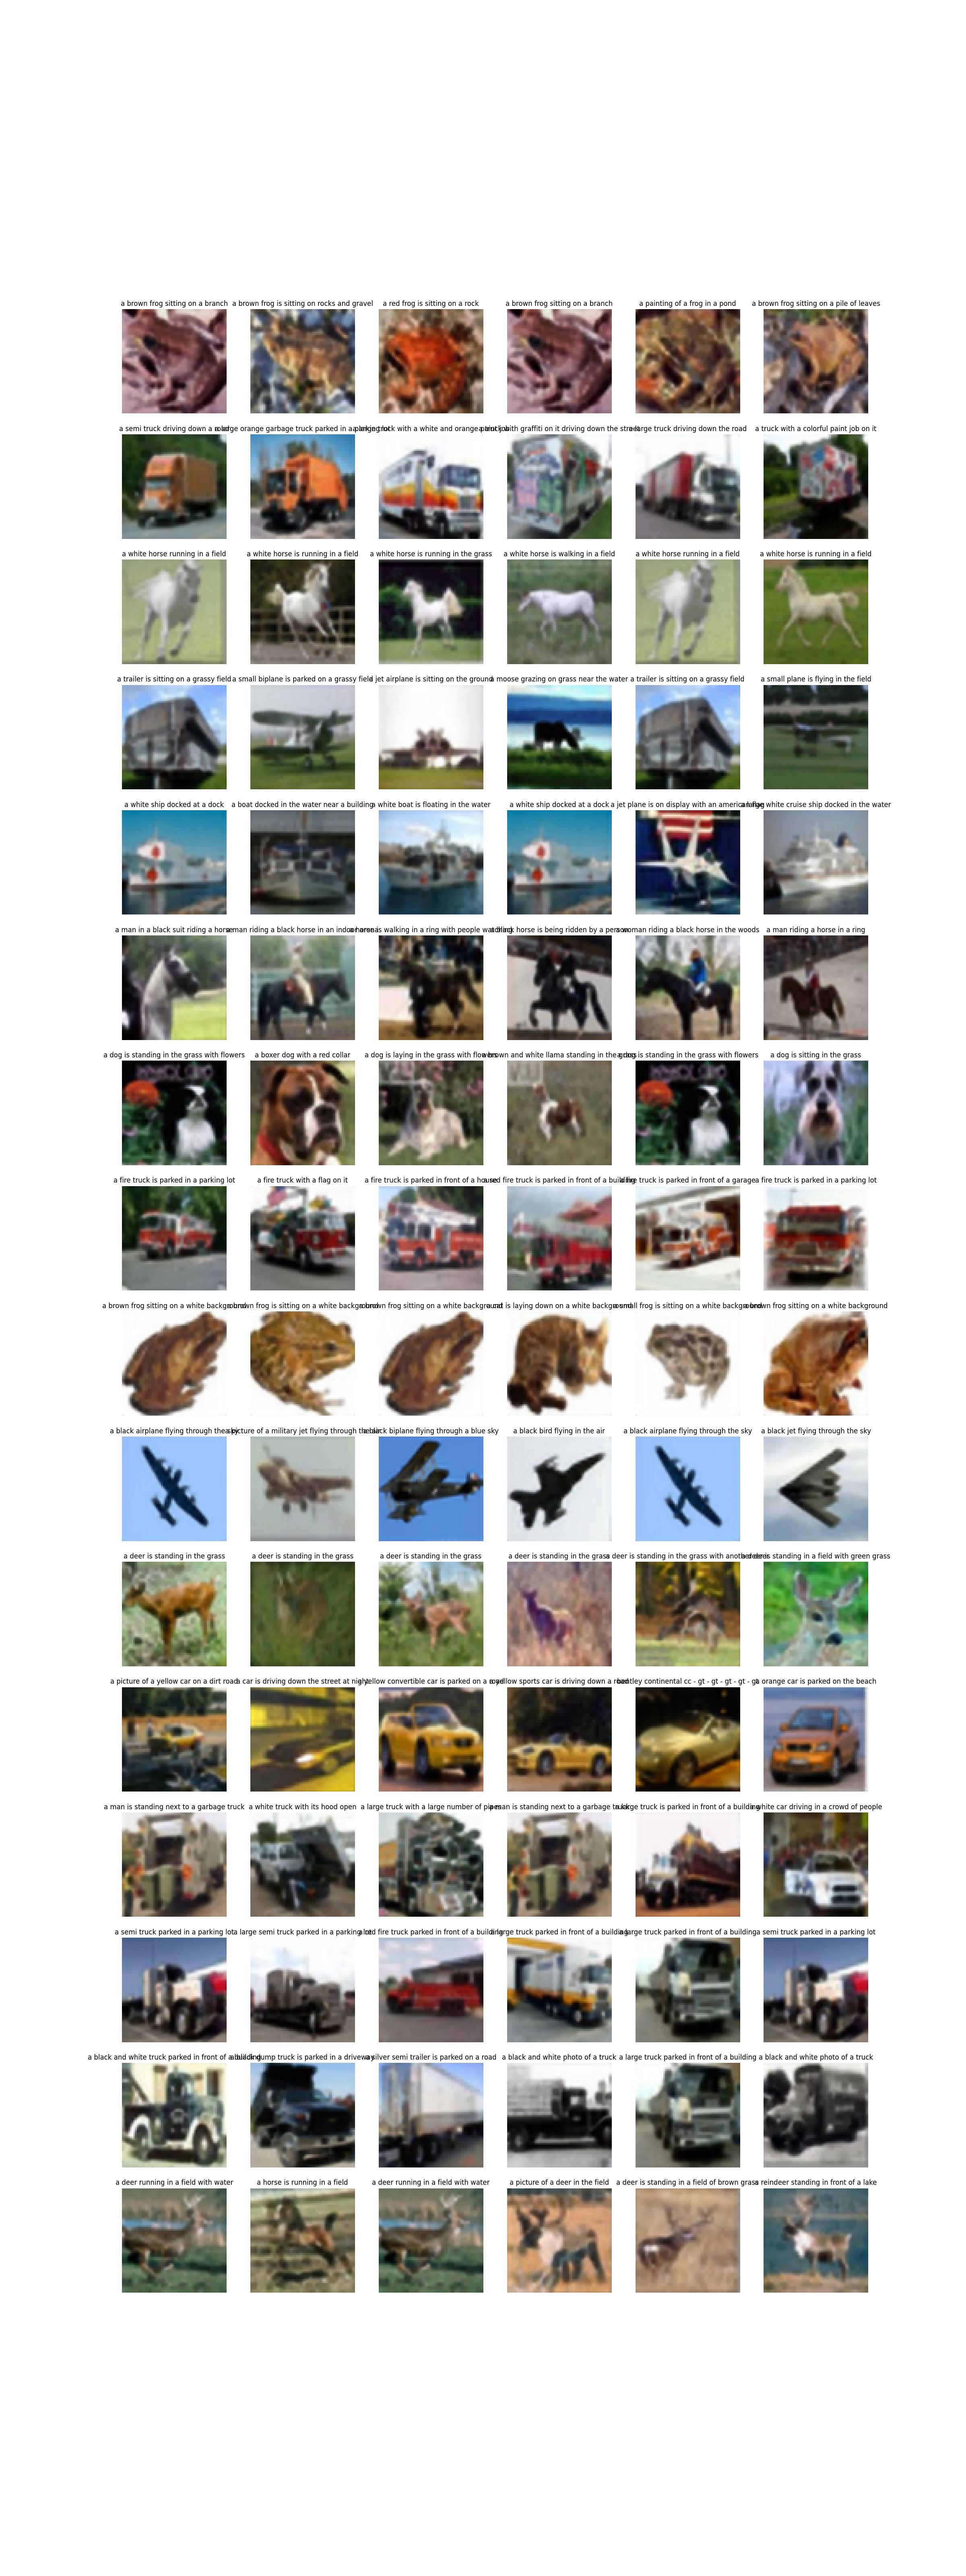 a brown frog sitting on a branch a brown frog is sitting on rocks and gravel a red frog is sitting on a rock a brown frog sitting on a branch a painting of a frog in a pond a brown frog sitting on a pile of leaves
a semi truck driving down a road large orange garbage truck parked in a parking lot truck with a white and orange paint job with graffiti on it driving down the street large truck driving down the road a truck with a colorful paint job on it
a white horse running in a field a white horse is running in a field a white horse is running in the grass a white horse is walking in a field a white horse running in a field a white horse is running in a field
a trailer is sitting on a grassy field a small biplane is parked on a grassy field jet airplane is sitting on the ground moose grazing on grass near the water a trailer is sitting on a grassy field a small plane is flying in the field
a white ship docked at a dock a boat docked in the water near a building white boat is floating in the water a white ship docked at a dock a jet plane is on display with an american flag white cruise ship docked in the water
a man in a black suit riding a horse man riding a black horse in an indoor arena horse is walking in a ring with people watching black horse is being ridden by a person woman riding a black horse in the woods a man riding a horse in a ring
a dog is standing in the grass with flowers a boxer dog with a red collar a dog is laying in the grass with flowers brown and white llama standing in the grass a dog is standing in the grass with flowers a dog is sitting in the grass
a fire truck is parked in a parking lot a fire truck with a flag on it a fire truck is parked in front of a house red fire truck is parked in front of a building fire truck is parked in front of a garage a fire truck is parked in a parking lot
a brown frog sitting on a white background brown frog is sitting on a white background brown frog sitting on a white background a cat is laying down on a white background small frog is sitting on a white background brown frog sitting on a white background
a black airplane flying through the sky picture of a military jet flying through the air black biplane flying through a blue sky a black bird flying in the air a black airplane flying through the sky a black jet flying through the sky
a deer is standing in the grass a deer is standing in the grass a deer is standing in the grass a deer is standing in the grass a deer is standing in the grass with another deer deer is standing in a field with green grass
a picture of a yellow car on a dirt road a car is driving down the street at night yellow convertible car is parked on a road yellow sports car is driving down a road bentley continental cc - gt - gt - gt - gt - gt a orange car is parked on the beach
a man is standing next to a garbage truck a white truck with its hood open a large truck with a large number of pipes man is standing next to a garbage truck large truck is parked in front of a building white car driving in a crowd of people
a semi truck parked in a parking lot a large semi truck parked in a parking lot a red fire truck parked in front of a building large truck parked in front of a building a large truck parked in front of a building a semi truck parked in a parking lot
a black and white truck parked in front of a building dump truck is parked in a driveway silver semi trailer is parked on a road a black and white photo of a truck a large truck parked in front of a building a black and white photo of a truck
a deer running in a field with water a horse is running in a field a deer running in a field with water a picture of a deer in the field a deer is standing in a field of brown grass a reindeer standing in front of a lake